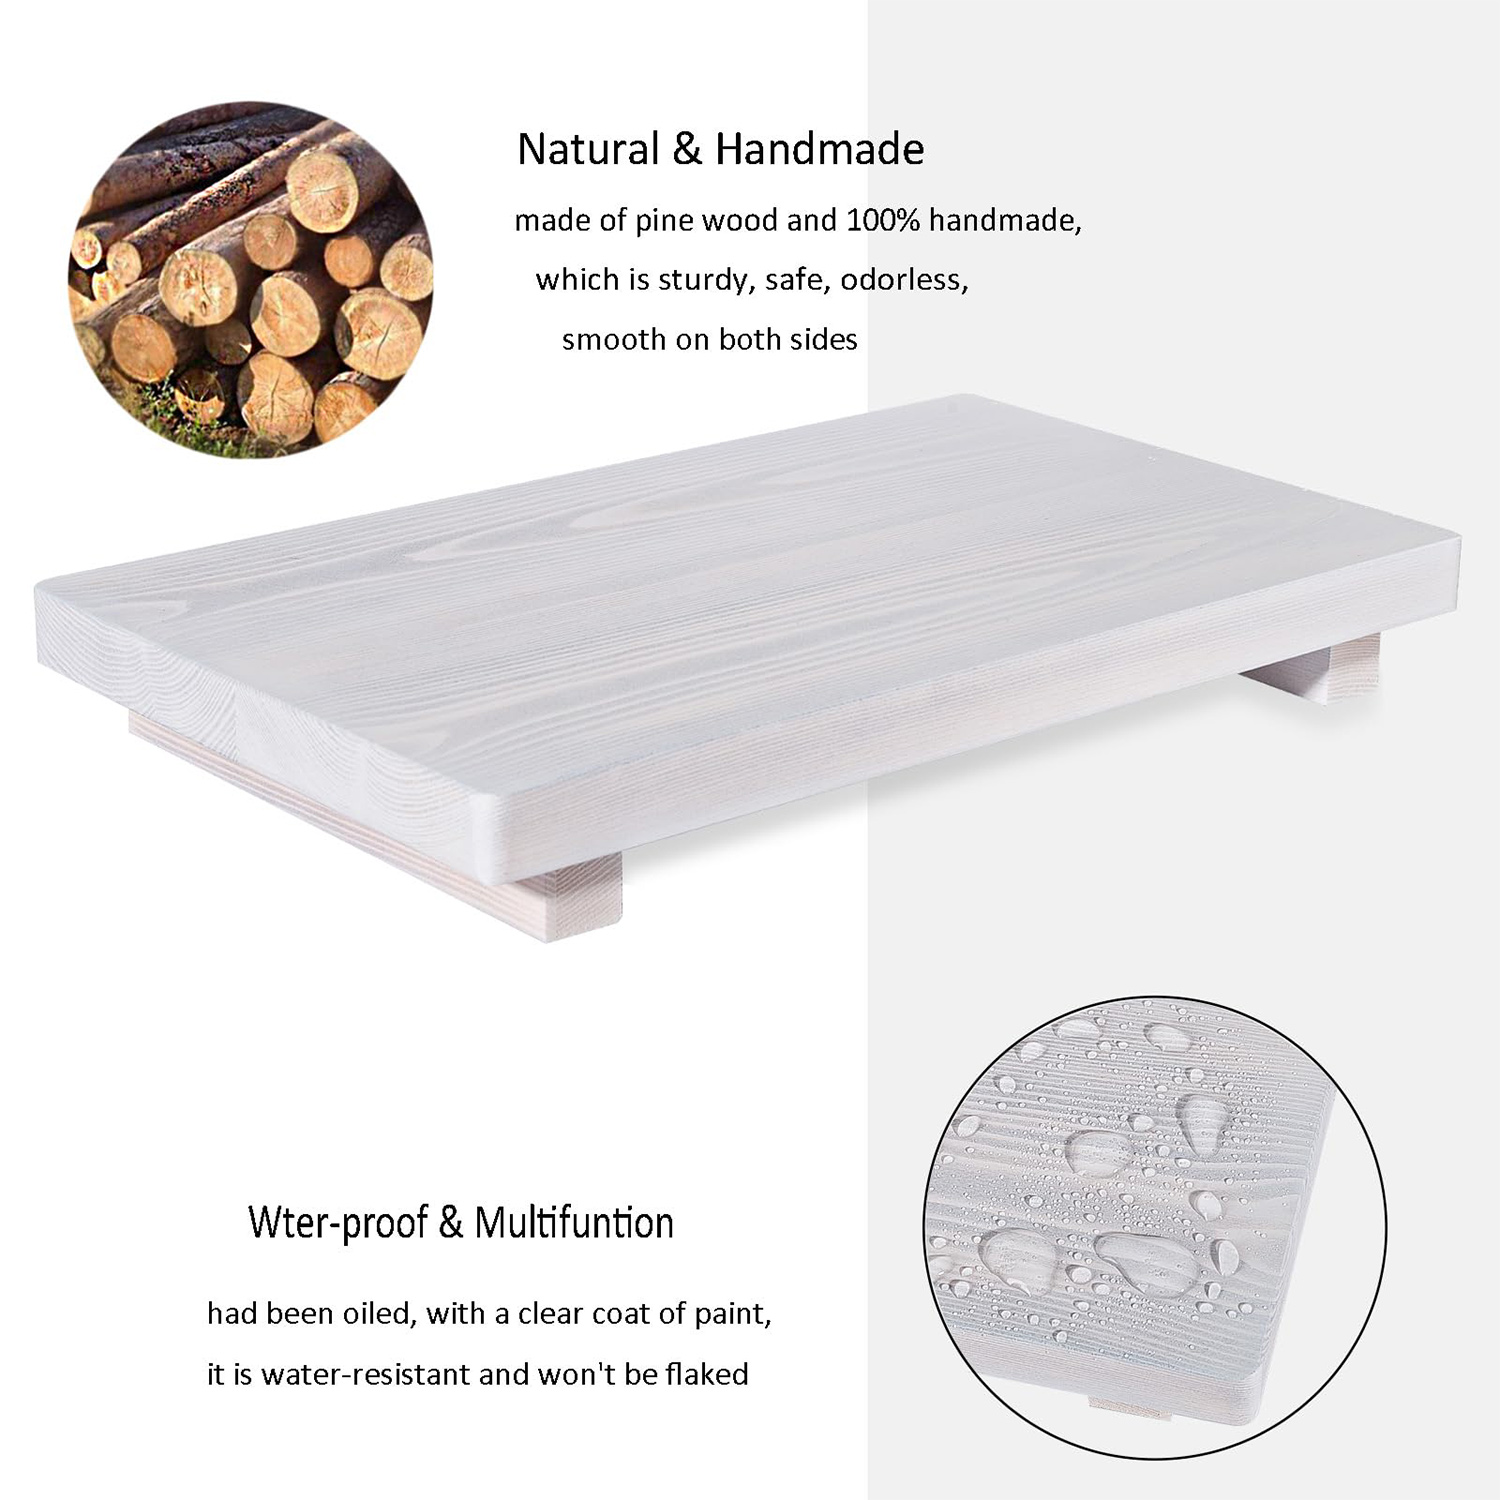 Natural & Handmade
made of pine wood and 100% handmade,
which is sturdy, safe, odorless,
smooth on both sides
Wter-proof & Multifuntion
had been oiled, with a clear coat of paint,
it is water-resistant and won't be flaked